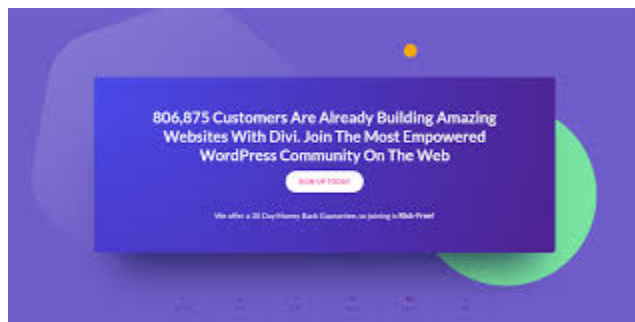 806,875 Customers Are Already Building Amazing
Websites With Divi. Join The Most Empowered
WordPress Community On The Web
SIGN UP TODAY
We offer a 30 Day Money Back Guarantee, so joining is Risk-Free!